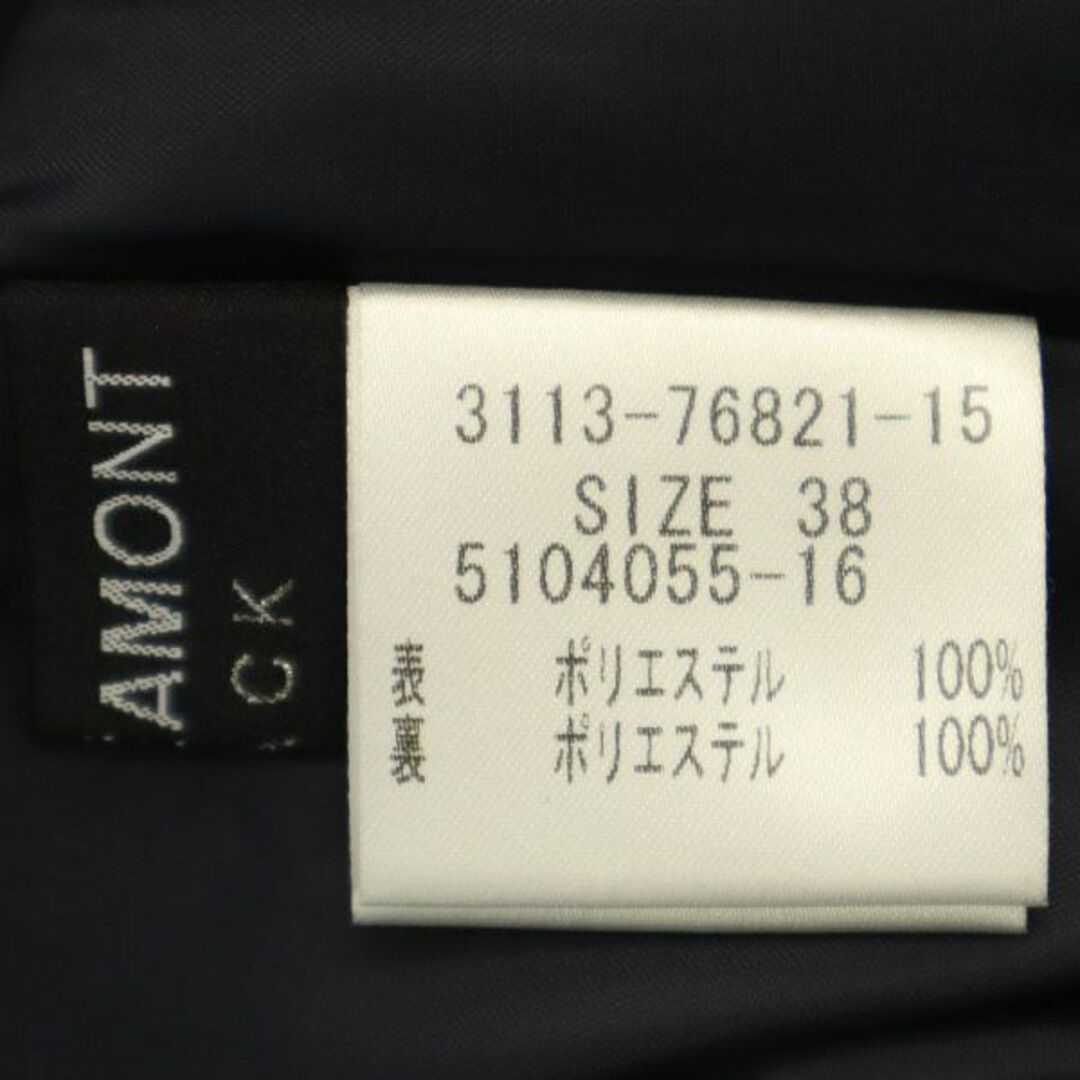 AMONT
CK
3113-76821-15
SIZE 38
5104055-16
表 ポリエステル 100%
裏 ポリエステル 100%